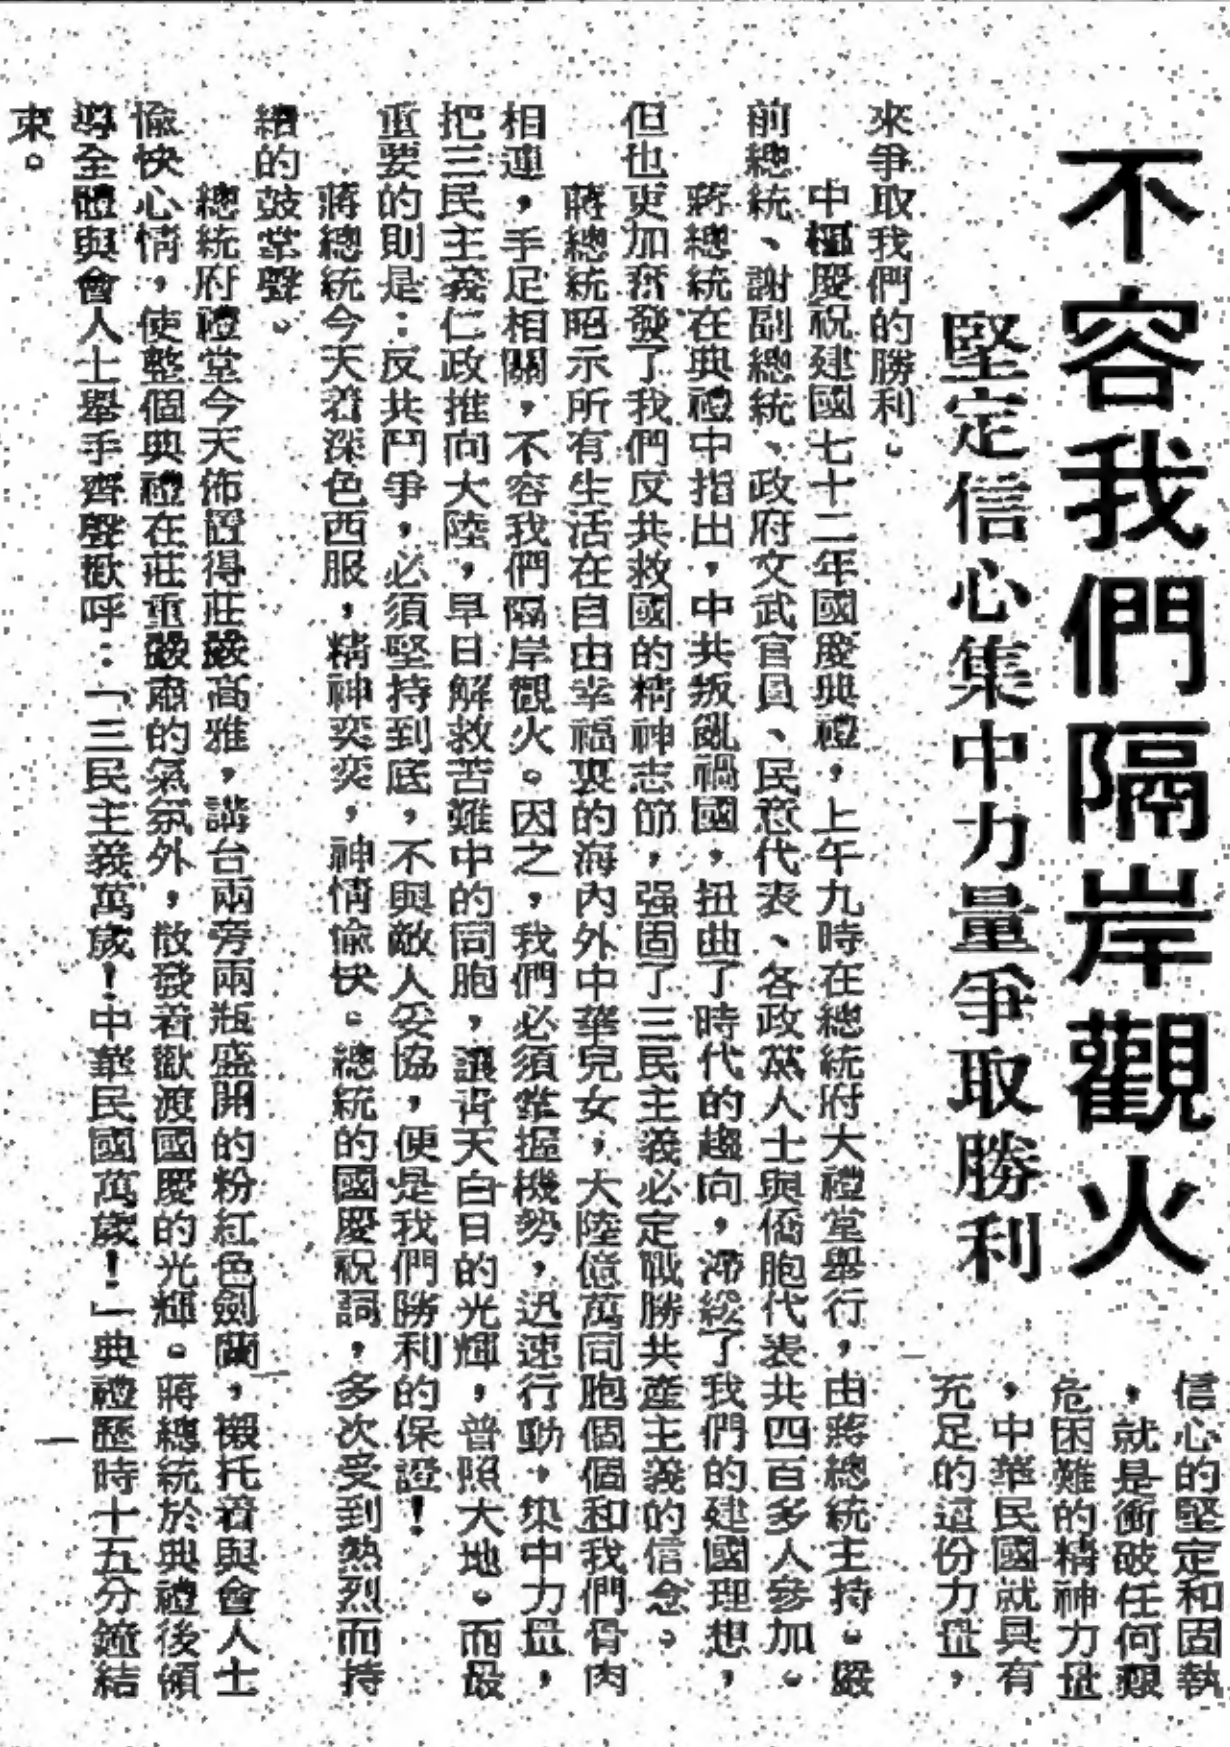 不容我們隔岸觀火
堅定信心集中力量爭取勝利
信心的堅定和固執
，就是衝破任何艱
危困難的精神力量
，中華民國就具有
充足的這份力量，
來爭取我們的勝利。
中樞慶祝建國七十二年國慶典禮，上午九時在總統府大禮堂舉行，由蔣總統主持。嚴
前總統、謝副總統、政府文武官員、民意代表、各政黨人士與僑胞代表共四百多人參加。
蔣總統在典禮中指出，中共叛亂禍國，扭曲了時代的趨向，滯緩了我們的建國理想，
但也更加奮發了我們反共救國的精神志節，强固了三民主義必定戰勝共產主義的信念。
蔣總統昭示所有生活在自由幸福裏的海內外中華兒女，大陸億萬同胞個個和我們骨肉
相連，手足相關，不容我們隔岸觀火。因之，我們必須掌握機勢，迅速行動，集中力量，
把三民主義仁政推向大陸，早日解救苦難中的同胞，讓青天白日的光輝，普照大地。而最
重要的則是：反共鬥爭，必須堅持到底，不與敵人妥協，便是我們勝利的保證！
蔣總統今天着深色西服，精神奕奕，神情愉快。總統的國慶祝詞，多次受到熱烈而持
續的鼓掌聲。
總統府禮堂今天佈置得莊嚴高雅，講台兩旁兩瓶盛開的粉紅色劍蘭，襯托着與會人士
愉快心情，使整個典禮在莊重嚴肅的氣氛外，散發着歡渡國慶的光輝。蔣總統於典禮後領
導全體與會人士舉手齊聲歡呼：「三民主義萬歲！中華民國萬歲！」典禮歷時十五分鐘結
束。